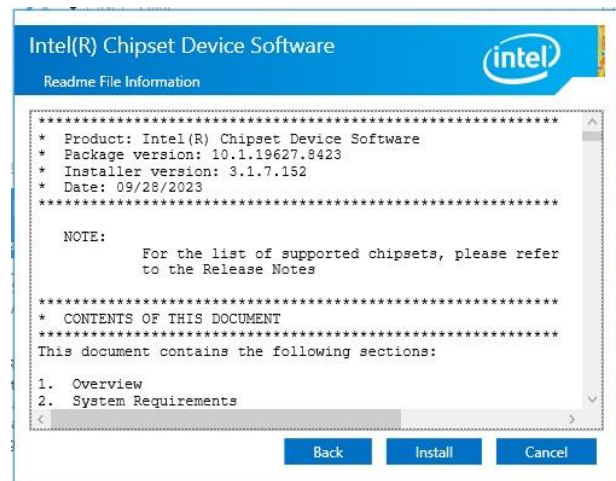 Intel(R) Chipset Device Software
intel
Readme File Information
************************************************************
* Product: Intel(R) Chipset Device Software
* Package version: 10.1.19627.8423
* Installer version: 3.1.7.152
* Date: 09/28/2023
************************************************************
NOTE:
For the list of supported chipsets, please refer
to the Release Notes
************************************************************
* CONTENTS OF THIS DOCUMENT
************************************************************
This document contains the following sections:
1. Overview
2. System Requirements
Back Install Cancel